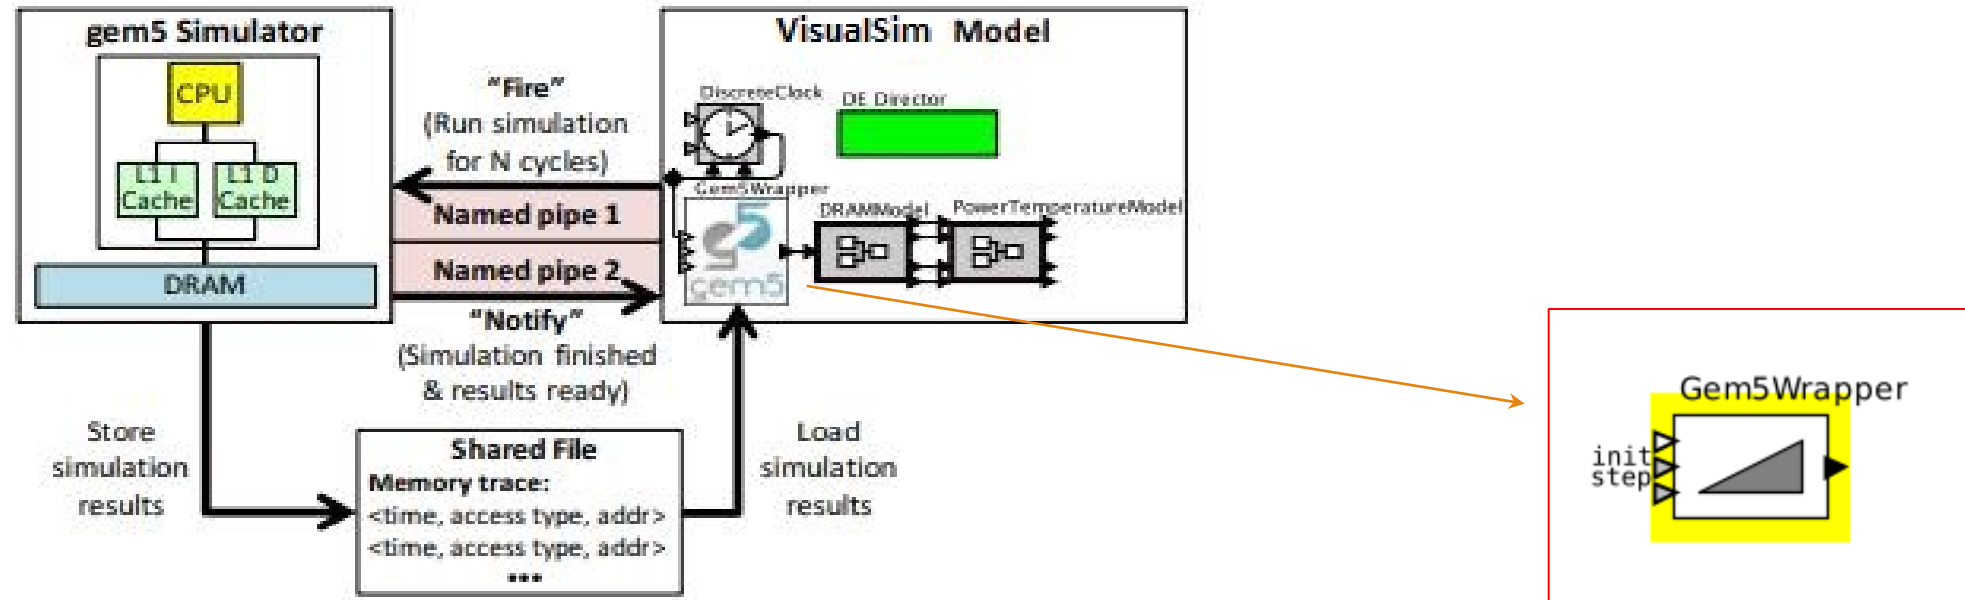 gem5 Simulator
CPU
L1 I
Cache
L1 D
Cache
DRAM
“Fire”
(Run simulation
for N cycles)
Named pipe 1
Named pipe 2
“Notify”
(Simulation finished
& results ready)
VisualSim Model
DiscreteClock
DE Director
Gem5Wrapper
gem5
DRAMModel
PowerTemperatureModel
Store
simulation
results
Shared File
Memory trace:
<time, access type, addr>
<time, access type, addr>
•••
Load
simulation
results
Gem5Wrapper
init
step